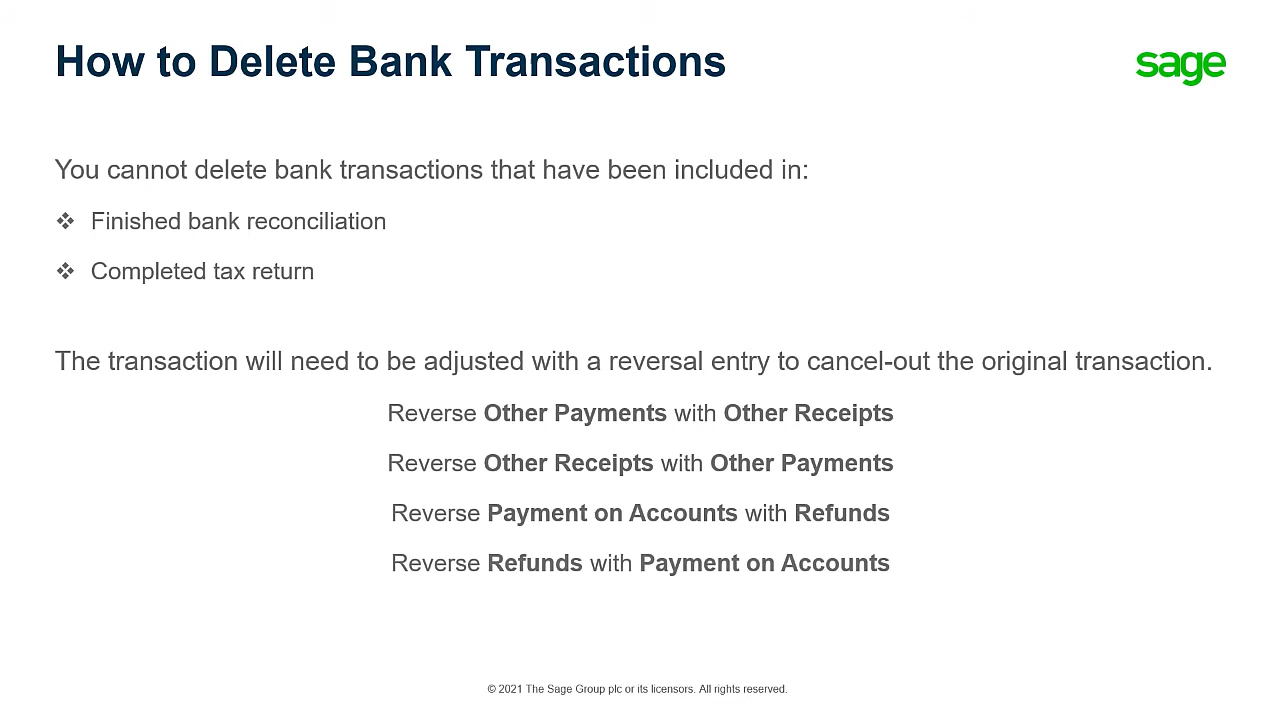 How to Delete Bank Transactions
sage
You cannot delete bank transactions that have been included in:
❖ Finished bank reconciliation
❖ Completed tax return
The transaction will need to be adjusted with a reversal entry to cancel-out the original transaction.
Reverse Other Payments with Other Receipts
Reverse Other Receipts with Other Payments
Reverse Payment on Accounts with Refunds
Reverse Refunds with Payment on Accounts
© 2021 The Sage Group plc or its licensors. All rights reserved.